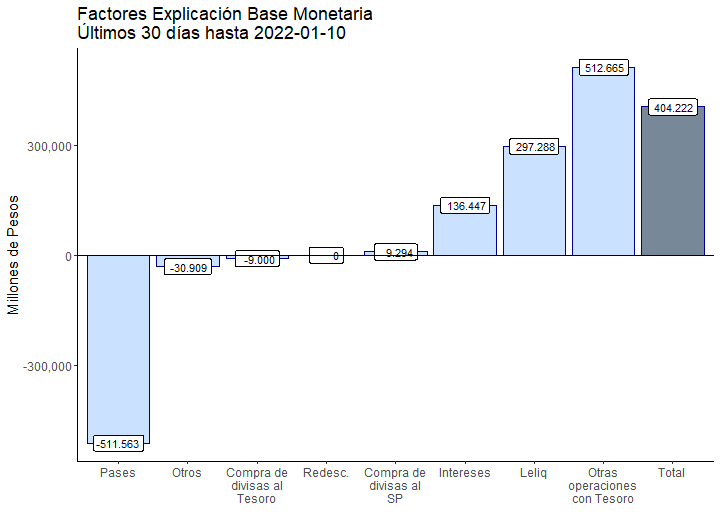 Factores Explicación Base Monetaria
Últimos 30 días hasta 2022-01-10
Millones de Pesos
300,000
0
-300,000
-511.563
-30.909
-9.000
0
9.294
136.447
297.288
512.665
404.222
Pases
Otros
Compra de
divisas al
Tesoro
Redesc.
Compra de
divisas al
SP
Intereses
Leliq
Otras
operaciones
con Tesoro
Total